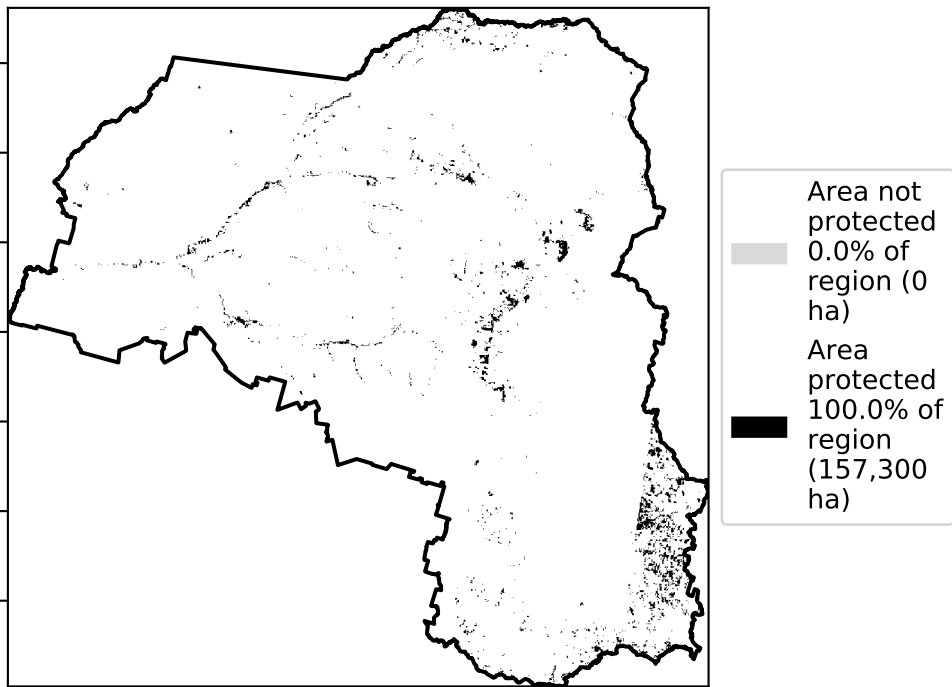 Area not
protected
0.0% of
region (0
ha)
Area
protected
100.0% of
region
(157,300
ha)